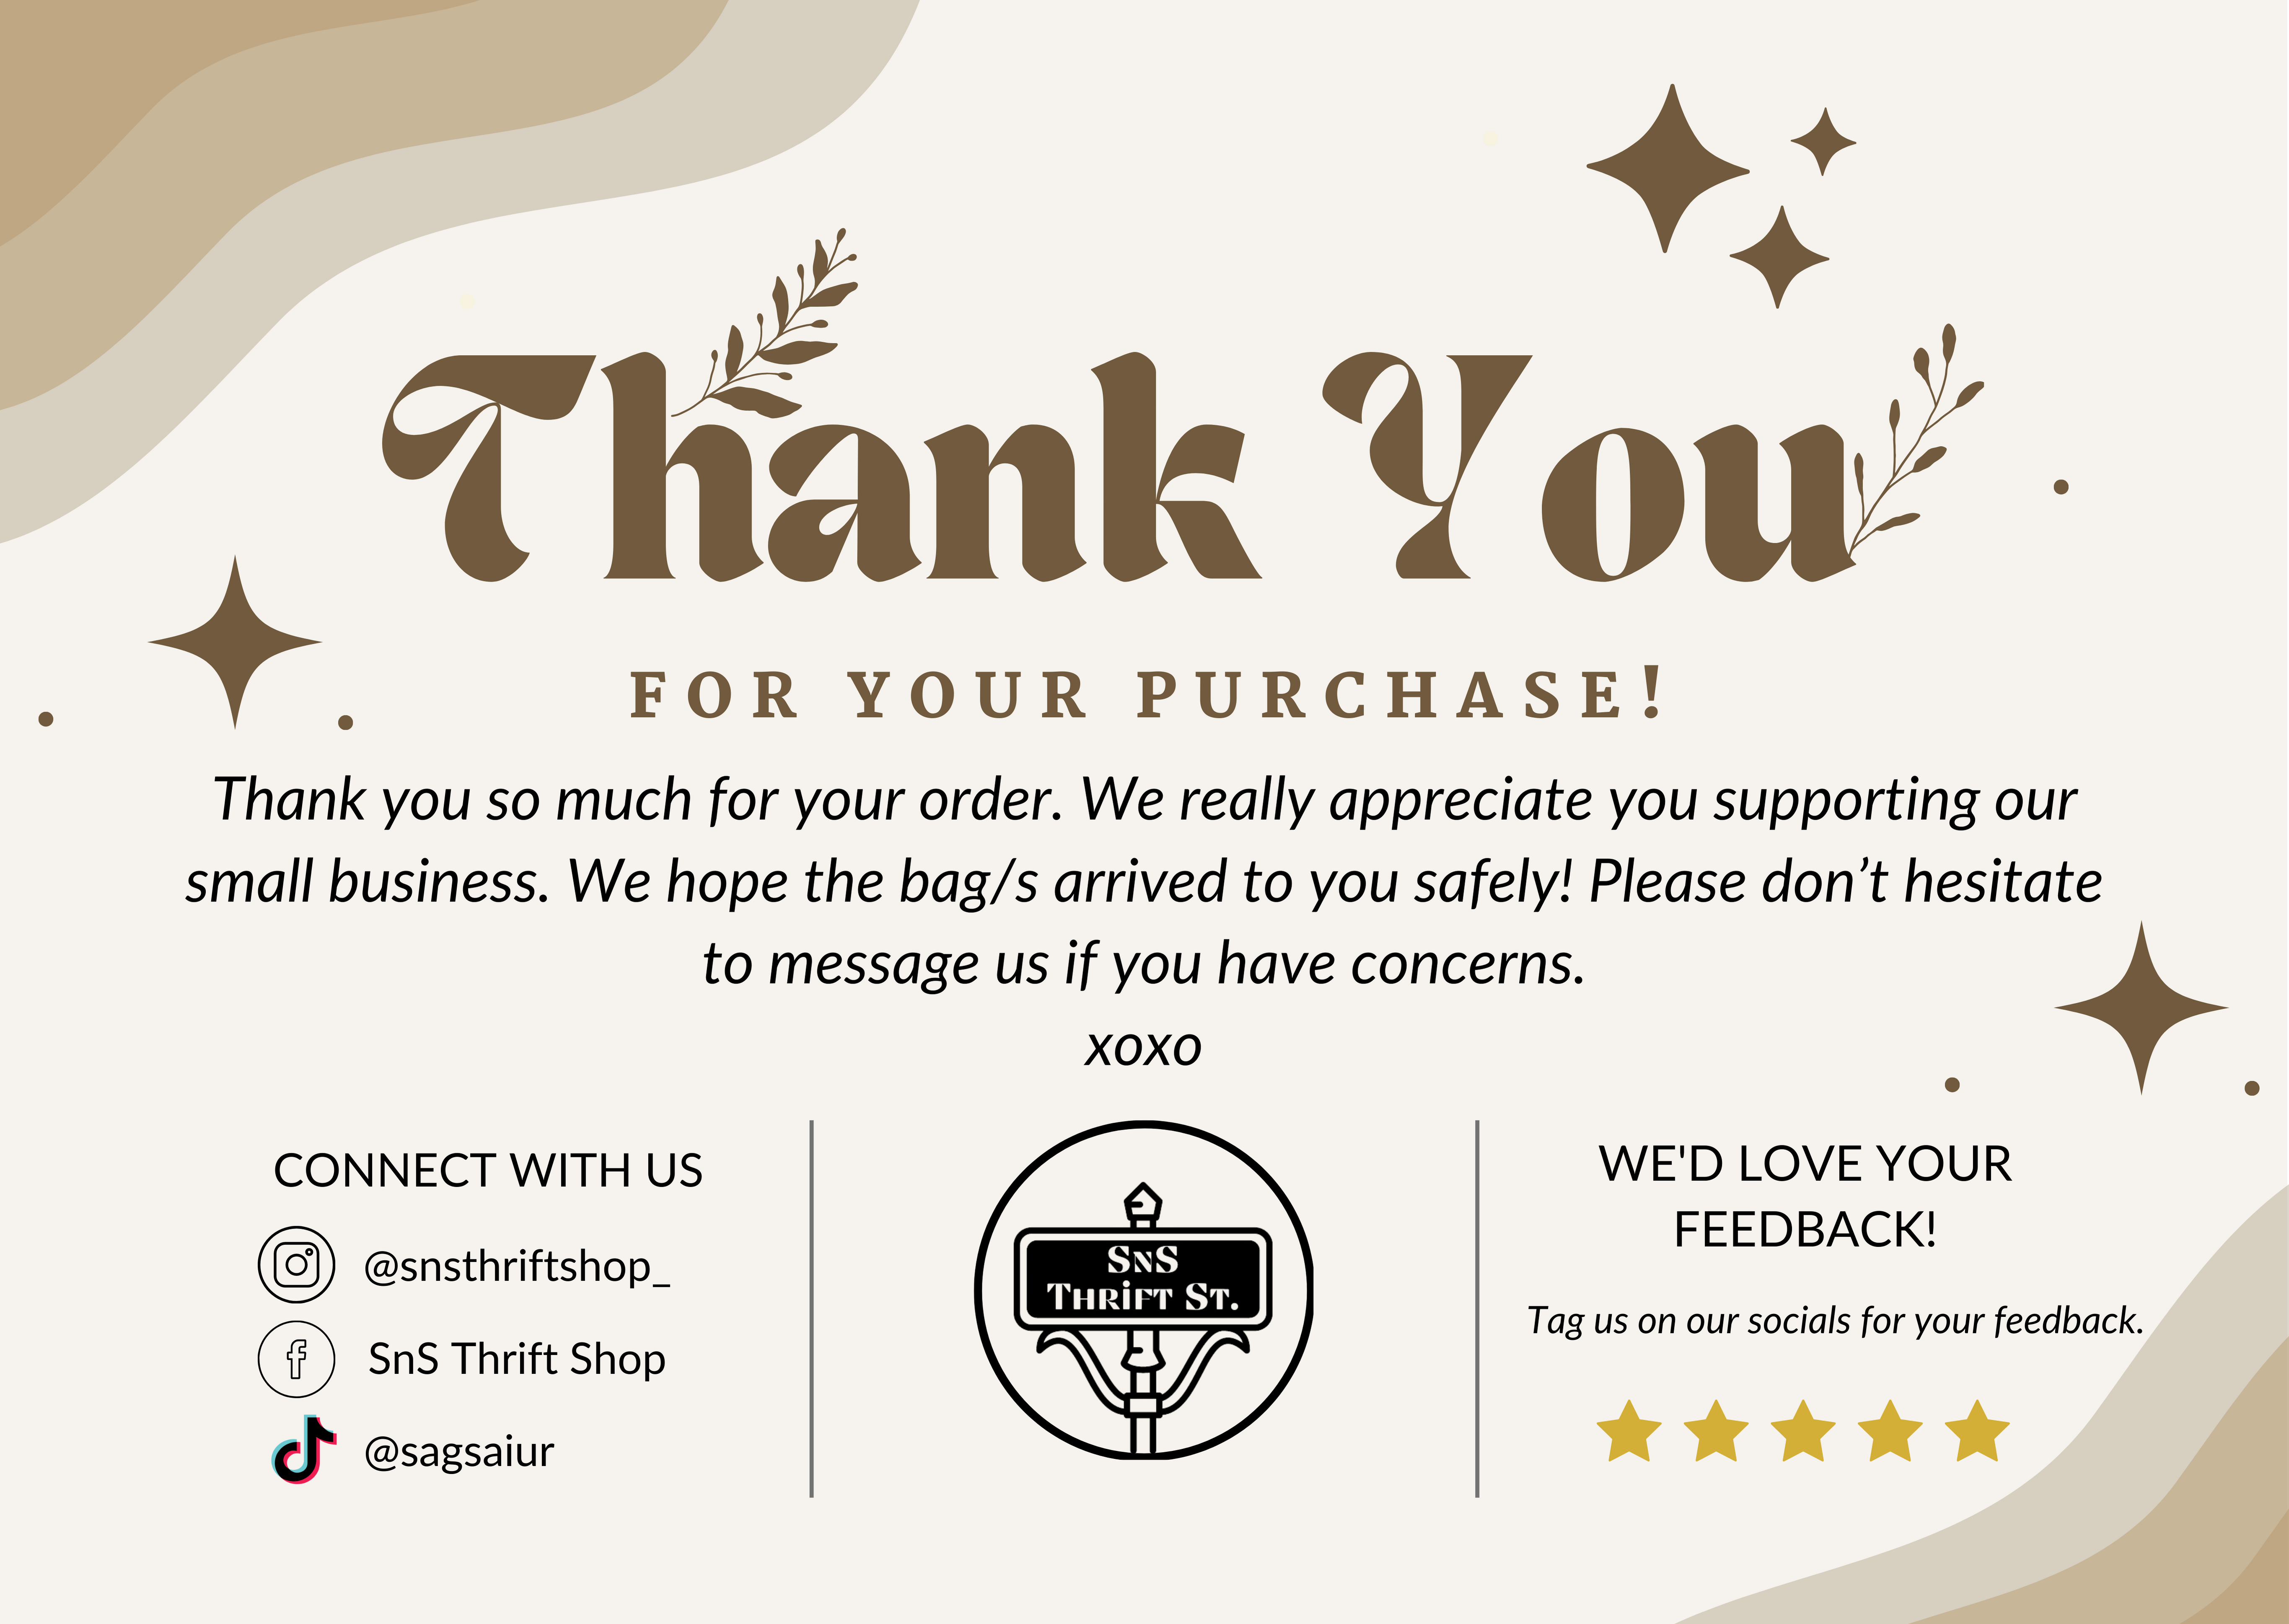 Thank You
FOR YOUR PURCHASE!
Thank you so much for your order. We really appreciate you supporting our
small business. We hope the bag/s arrived to you safely! Please don’t hesitate
to message us if you have concerns.
xoxo
CONNECT WITH US
@snsthriftshop_
SnS Thrift Shop
@sagsaiur
SnS
Thrift St.
WE'D LOVE YOUR
FEEDBACK!
Tag us on our socials for your feedback.